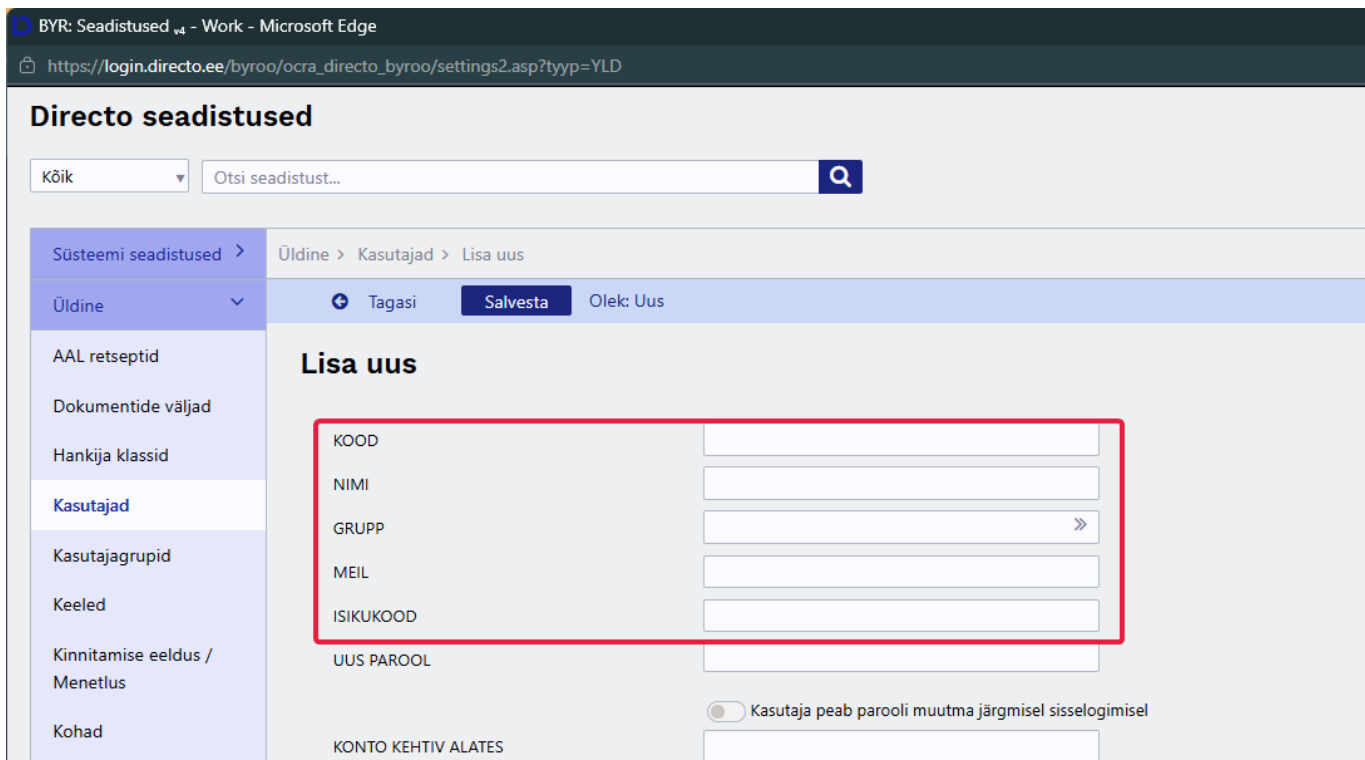 BYR: Seadistused v4 - Work - Microsoft Edge
https://login.directo.ee/byroo/ocra_directo_byroo/settings2.asp?tyyp=YLD
Directo seadistused
Kõik
Otsi seadistust...
Süsteemi seadistused
Üldine > Kasutajad > Lisa uus
Üldine
Tagasi Salvesta Olek: Uus
AAL retseptid
Dokumentide väljad
Hankija klassid
Kasutajad
Kasutajagrupid
Keeled
Kinnitamise eeldus /
Menetlus
Kohad
Lisa uus
KOOD
NIMI
GRUPP
MEIL
ISIKUKOOD
UUS PAROOL
Kasutaja peab parooli muutma järgmisel sisselogimisel
KONTO KEHTIV ALATES